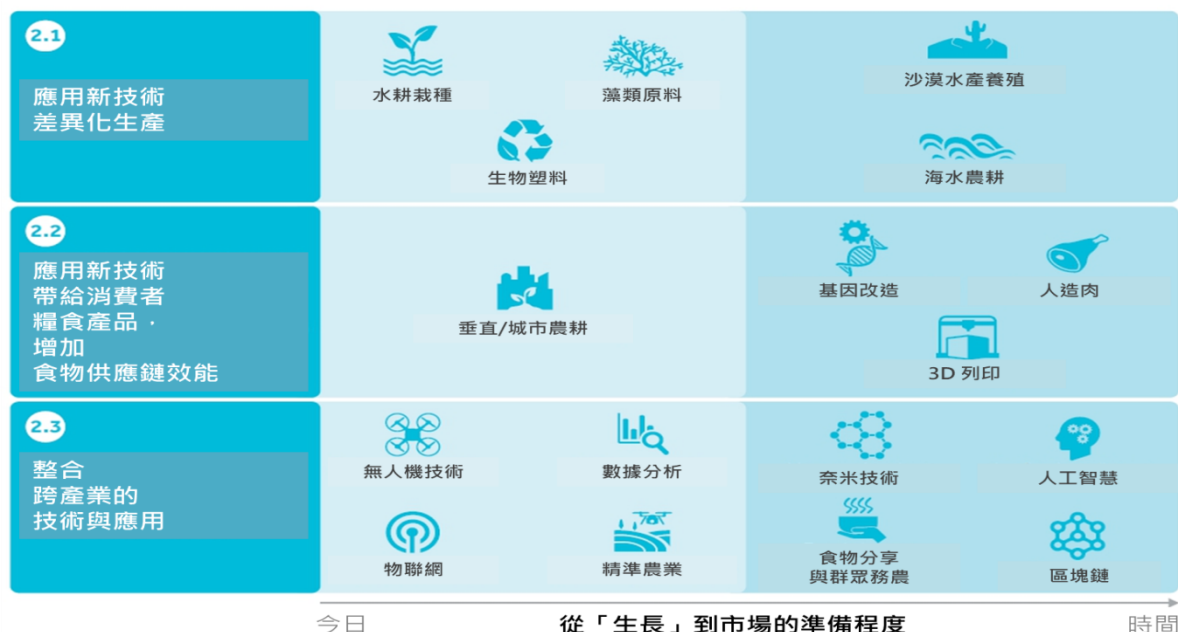 2.1
應用新技術
差異化生產
水耕栽種
藻類原料
生物塑料
沙漠水產養殖
海水農耕
2.2
應用新技術
帶給消費者
糧食產品，
增加
食物供應鏈效能
垂直/城市農耕
基因改造
人造肉
3D 列印
2.3
整合
跨產業的
技術與應用
無人機技術
數據分析
物聯網
精準農業
奈米技術
人工智慧
食物分享
與群眾務農
區塊鏈
今日
從「生長」到市場的準備程度
時間